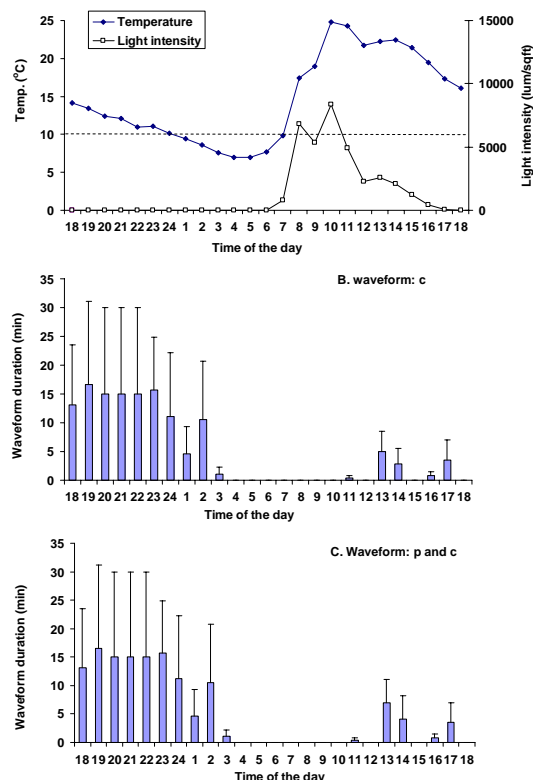 Temperature
Light intensity
Temp. (°C)
25
20
15
10
5
0
15000
10000
5000
0
Light intensity (lum/sqft)
18 19 20 21 22 23 24 1 2 3 4 5 6 7 8 9 10 11 12 13 14 15 16 17 18
Time of the day
B. waveform: c
Waveform duration (min)
35
30
25
20
15
10
5
0
18 19 20 21 22 23 24 1 2 3 4 5 6 7 8 9 10 11 12 13 14 15 16 17 18
Time of the day
C. Waveform: p and c
Waveform duration (min)
35
30
25
20
15
10
5
0
18 19 20 21 22 23 24 1 2 3 4 5 6 7 8 9 10 11 12 13 14 15 16 17 18
Time of the day